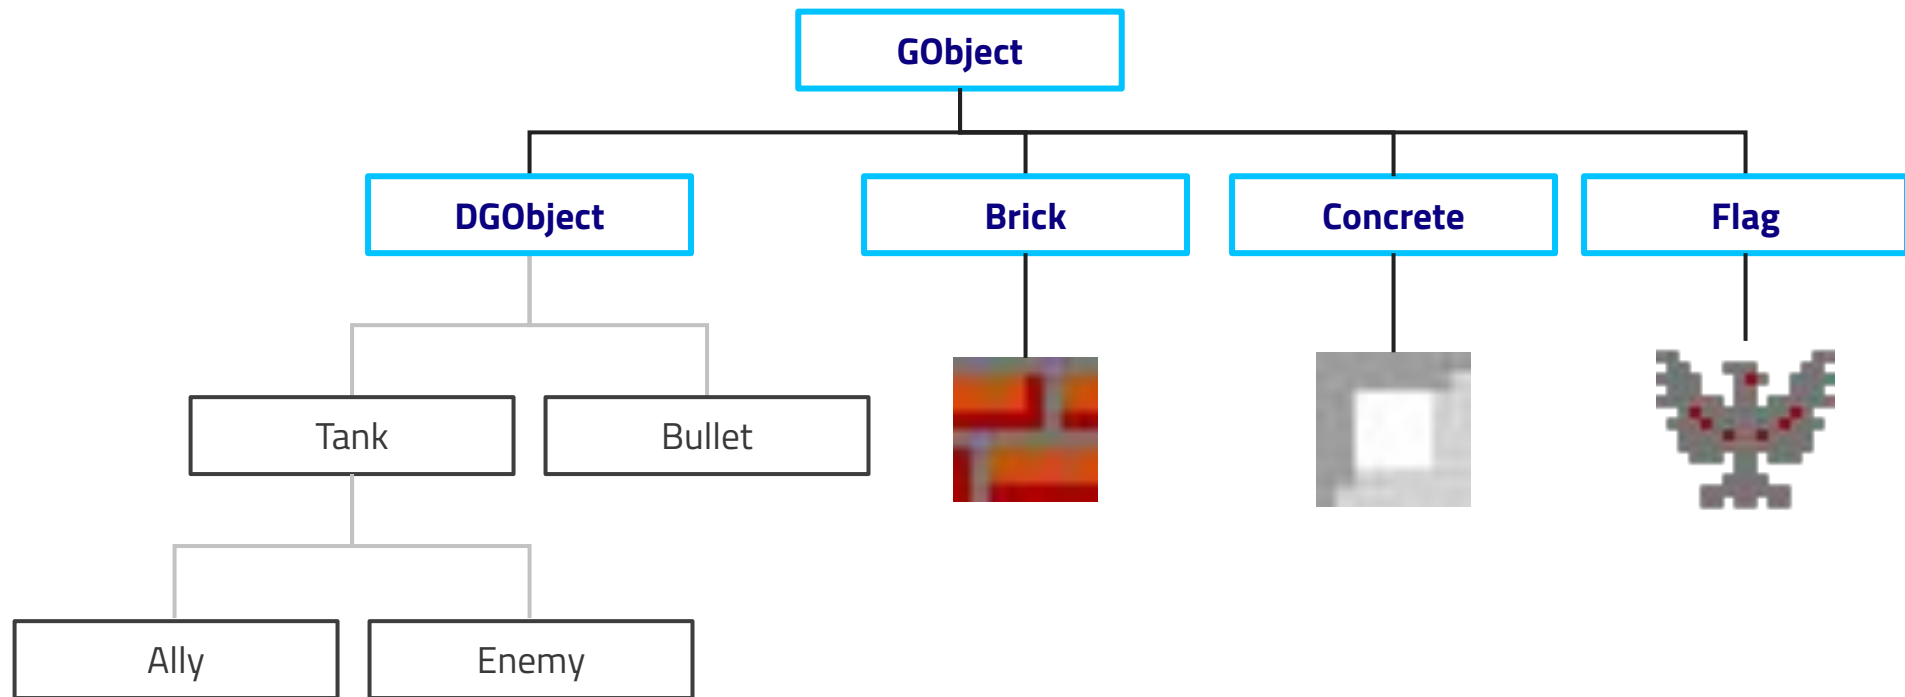 GObject
DGObject
Brick
Concrete
Flag
Tank
Bullet
Ally
Enemy